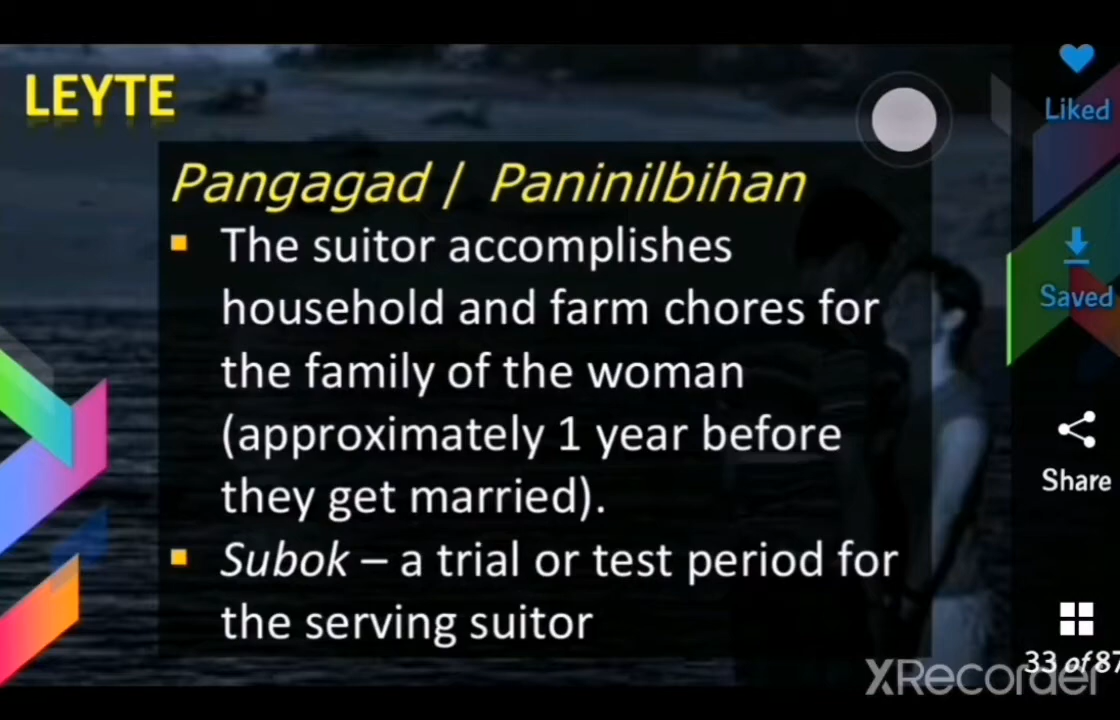 LEYTE
Liked
Pangagad / Paninilbihan
▪ The suitor accomplishes
household and farm chores for
the family of the woman
(approximately 1 year before
they get married).
▪ Subok – a trial or test period for
the serving suitor
Saved
Share
33 of 87
XRecorder